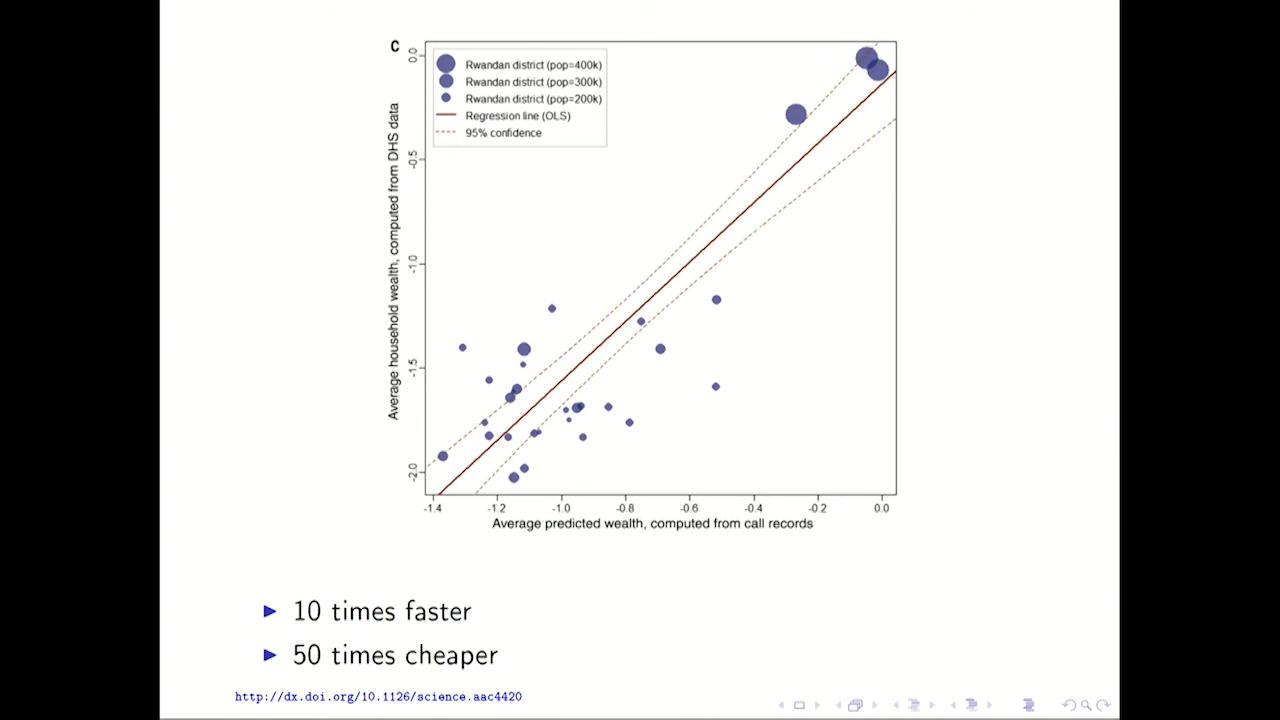 C
Rwandan district (pop=400k)
Rwandan district (pop=300k)
Rwandan district (pop=200k)
Regression line (OLS)
95% confidence
Average household wealth, computed from DHS data
0.0
-0.5
-1.0
-1.5
-2.0
-1.4 -1.2 -1.0 -0.8 -0.6 -0.4 -0.2 0.0
Average predicted wealth, computed from call records
10 times faster
50 times cheaper
http://dx.doi.org/10.1126/science.aac4420